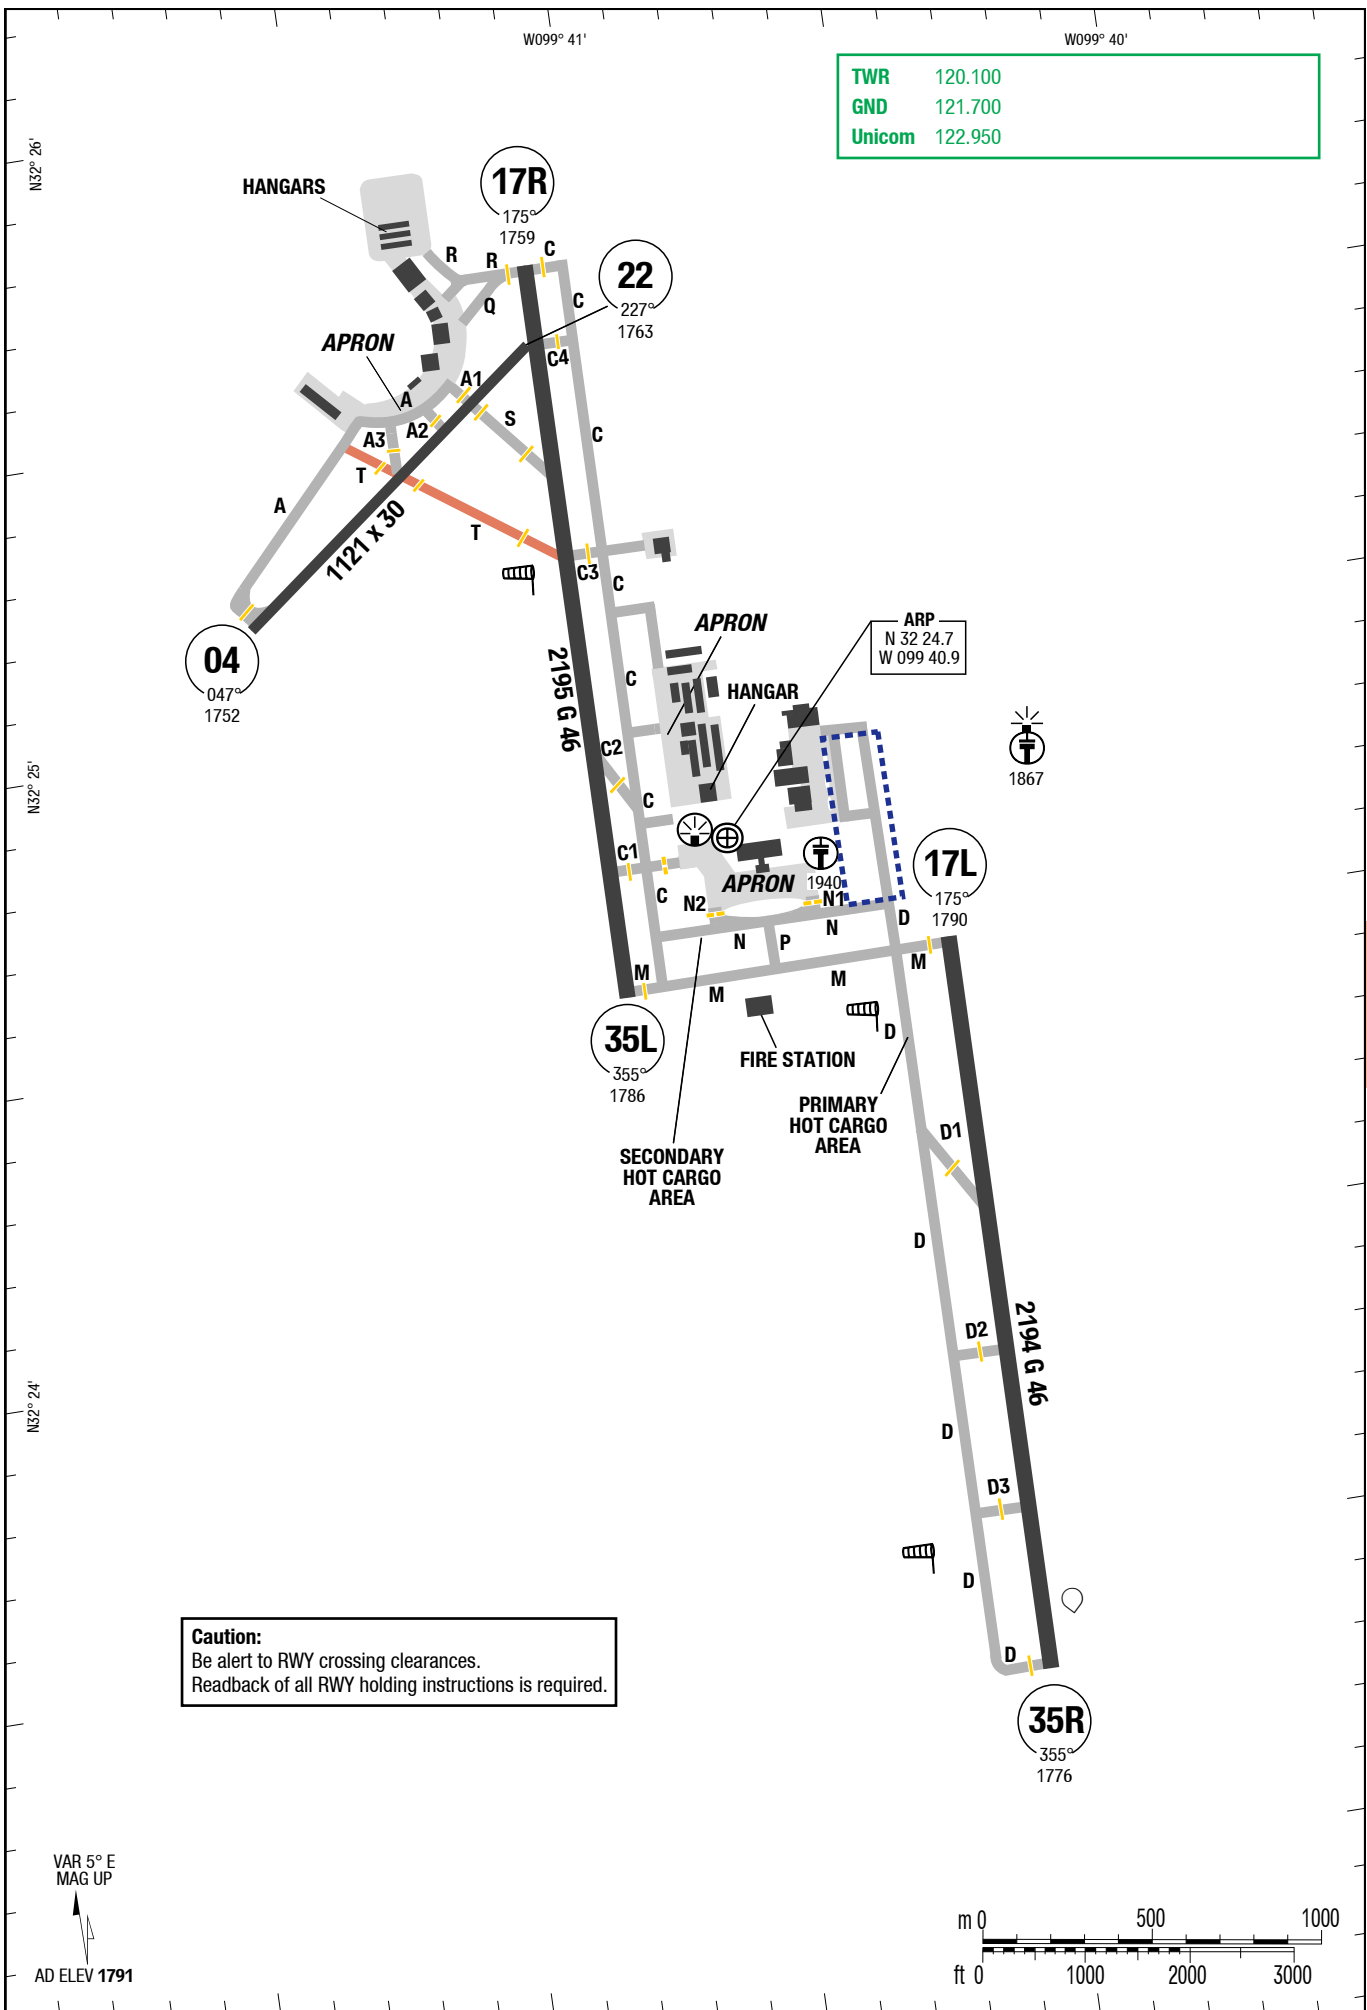 W099° 41'
W099° 40'
TWR 120.100
GND 121.700
Unicom 122.950
N32° 26'
HANGARS
17R
175°
1759
R
R
C
Q
C
22
227°
1763
APRON
C4
A
A1
A2
S
A3
C
T
A
T
1121 x 30
C3
C
04
047°
1752
APRON
ARP
N 32 24.7
W 099 40.9
2195 G 46
C
HANGAR
C2
1867
N32° 25'
C
C1
17L
175°
1790
APRON
1940
C
N2
N1
N
P
N
D
M
M
M
M
35L
355°
1786
FIRE STATION
D
PRIMARY
HOT CARGO
AREA
D1
SECONDARY
HOT CARGO
AREA
D
D2
2194 G 46
N32° 24'
D
D3
D
D
35R
355°
1776
Caution:
Be alert to RWY crossing clearances.
Readback of all RWY holding instructions is required.
VAR 5° E
MAG UP
AD ELEV 1791
m 0 500 1000
ft 0 1000 2000 3000